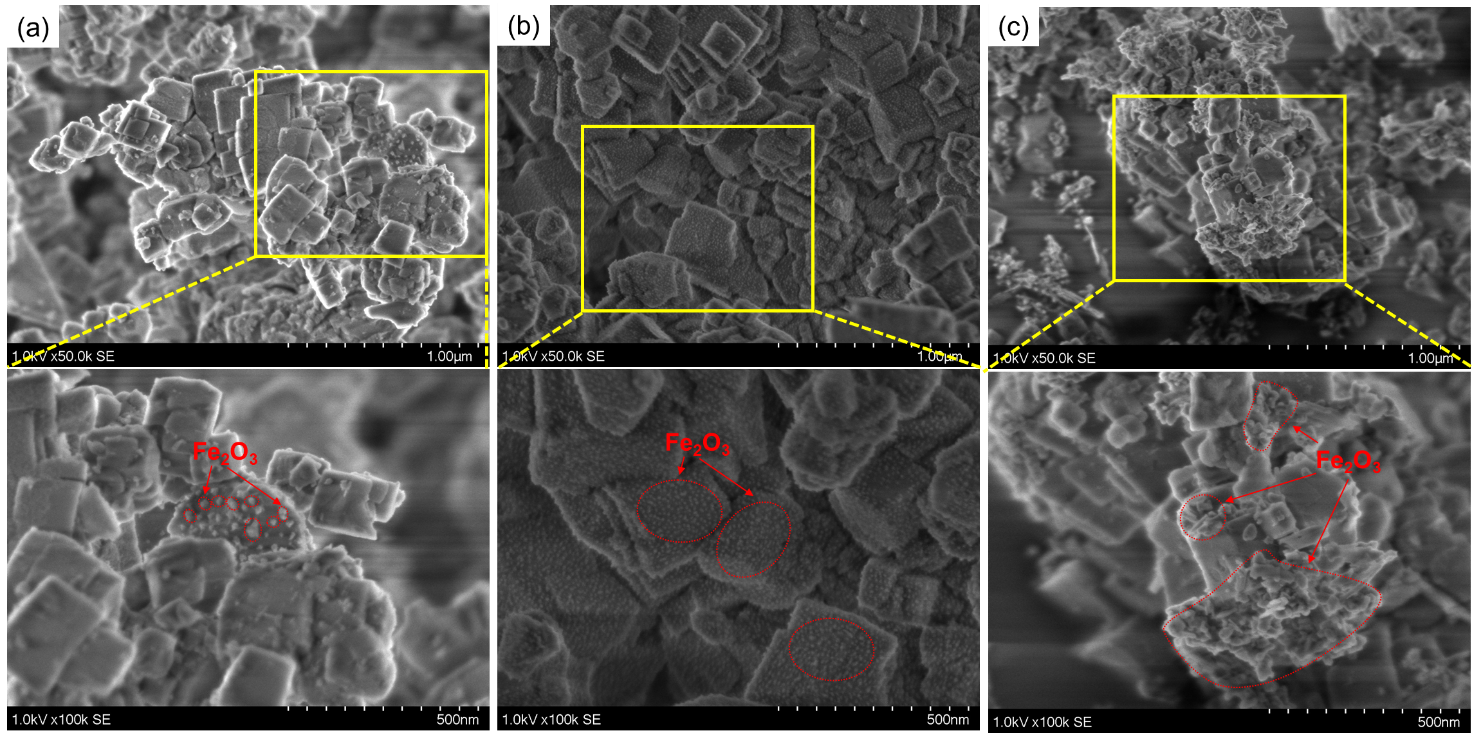 (a)
(b)
(c)
1.0kV x50.0k SE
1.00µm
1.0kV x50.0k SE
1.00µm
1.0kV x50.0k SE
1.00µm
Fe₂O₃
Fe₂O₃
Fe₂O₃
1.0kV x100k SE
500nm
1.0kV x100k SE
500nm
1.0kV x100k SE
500nm